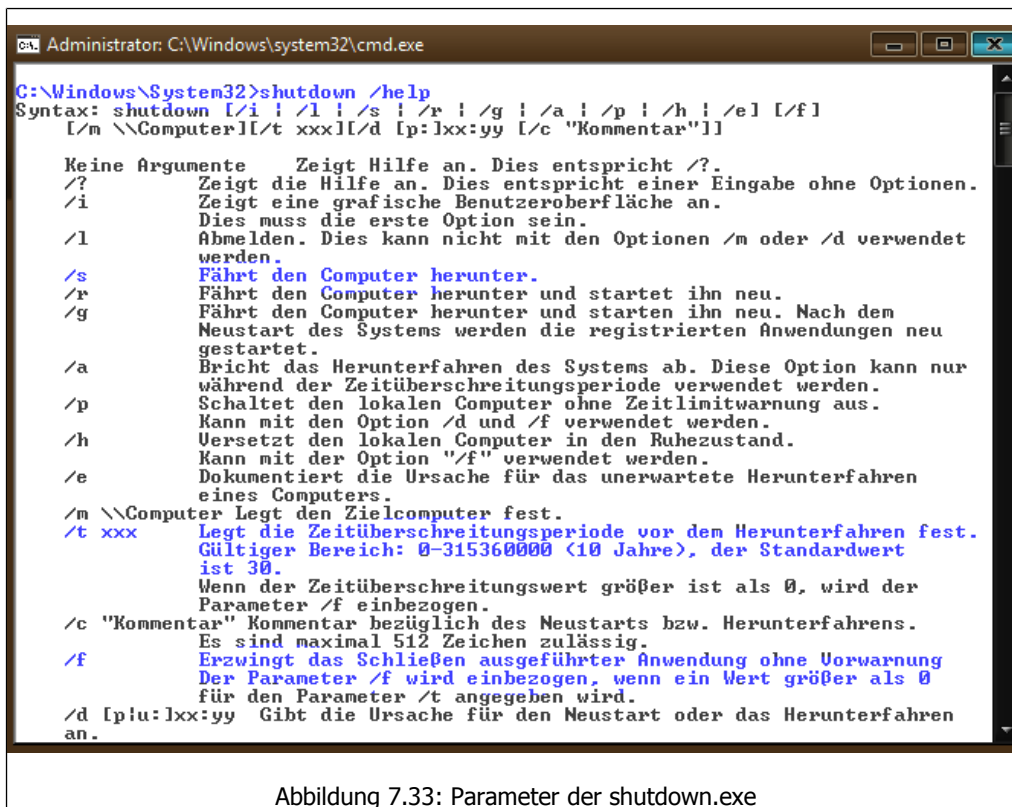 Administrator: C:\Windows\system32\cmd.exe
C:\Windows\System32>shutdown /help
Syntax: shutdown [/i ¦ /l ¦ /s ¦ /r ¦ /g ¦ /a ¦ /p ¦ /h ¦ /e] [/f]
[/m \\Computer][/t xxx][/d [p:]xx:yy [/c "Kommentar"]]
Keine Argumente Zeigt Hilfe an. Dies entspricht /?.
/? Zeigt die Hilfe an. Dies entspricht einer Eingabe ohne Optionen.
/i Zeigt eine grafische Benutzeroberfläche an.
Dies muss die erste Option sein.
/l Abmelden. Dies kann nicht mit den Optionen /m oder /d verwendet
werden.
/s Fährt den Computer herunter.
/r Fährt den Computer herunter und startet ihn neu.
/g Fährt den Computer herunter und starten ihn neu. Nach dem
Neustart des Systems werden die registrierten Anwendungen neu
gestartet.
/a Bricht das Herunterfahren des Systems ab. Diese Option kann nur
während der Zeitüberschreitungsperiode verwendet werden.
/p Schaltet den lokalen Computer ohne Zeitlimitwarnung aus.
Kann mit den Option /d und /f verwendet werden.
/h Versetzt den lokalen Computer in den Ruhezustand.
Kann mit der Option "/f" verwendet werden.
/e Dokumentiert die Ursache für das unerwartete Herunterfahren
eines Computers.
/m \\Computer Legt den Zielcomputer fest.
/t xxx Legt die Zeitüberschreitungsperiode vor dem Herunterfahren fest.
Gültiger Bereich: 0-315360000 (10 Jahre), der Standardwert
ist 30.
Wenn der Zeitüberschreitungswert größer ist als 0, wird der
Parameter /f einbezogen.
/c "Kommentar" Kommentar bezüglich des Neustarts bzw. Herunterfahrens.
Es sind maximal 512 Zeichen zulässig.
/f Erzwingt das Schließen ausgeführter Anwendung ohne Vorwarnung
Der Parameter /f wird einbezogen, wenn ein Wert größer als 0
für den Parameter /t angegeben wird.
/d [p¦u:]xx:yy Gibt die Ursache für den Neustart oder das Herunterfahren
an.
Abbildung 7.33: Parameter der shutdown.exe